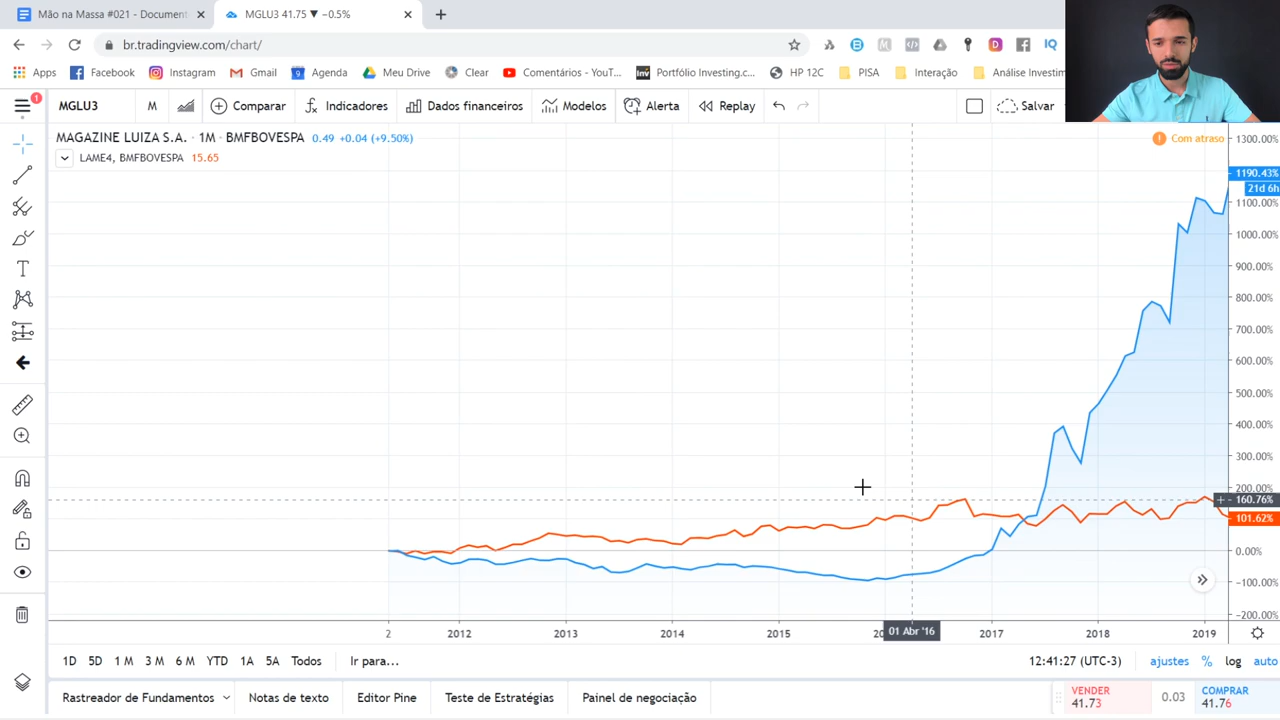 Mão na Massa #021 - Document
MGLU3 41.75 ▼ −0.5%
br.tradingview.com/chart/
IQ
Apps Facebook Instagram Gmail Agenda Meu Drive Clear Comentários - YouT... Portfólio Investing.c... HP 12C PISA Interação Análise Investim
1
MGLU3 M Comparar Indicadores Dados financeiros Modelos Alerta Replay Salvar
MAGAZINE LUIZA S.A. · 1M · BMFBOVESPA 0.49 +0.04 (+9.50%)
Com atraso
LAME4, BMFBOVESPA 15.65
1300.00%
1190.43%
21d 6h
1100.00%
1000.00%
900.00%
800.00%
700.00%
600.00%
500.00%
400.00%
300.00%
200.00%
160.76%
101.62%
0.00%
−100.00%
−200.00%
2 2012 2013 2014 2015 01 Abr '16 2017 2018 2019
1D 5D 1 M 3 M 6 M YTD 1A 5A Todos Ir para... 12:41:27 (UTC-3) ajustes % log auto
Rastreador de Fundamentos Notas de texto Editor Pine Teste de Estratégias Painel de negociação
VENDER
41.73
0.03
COMPRAR
41.76